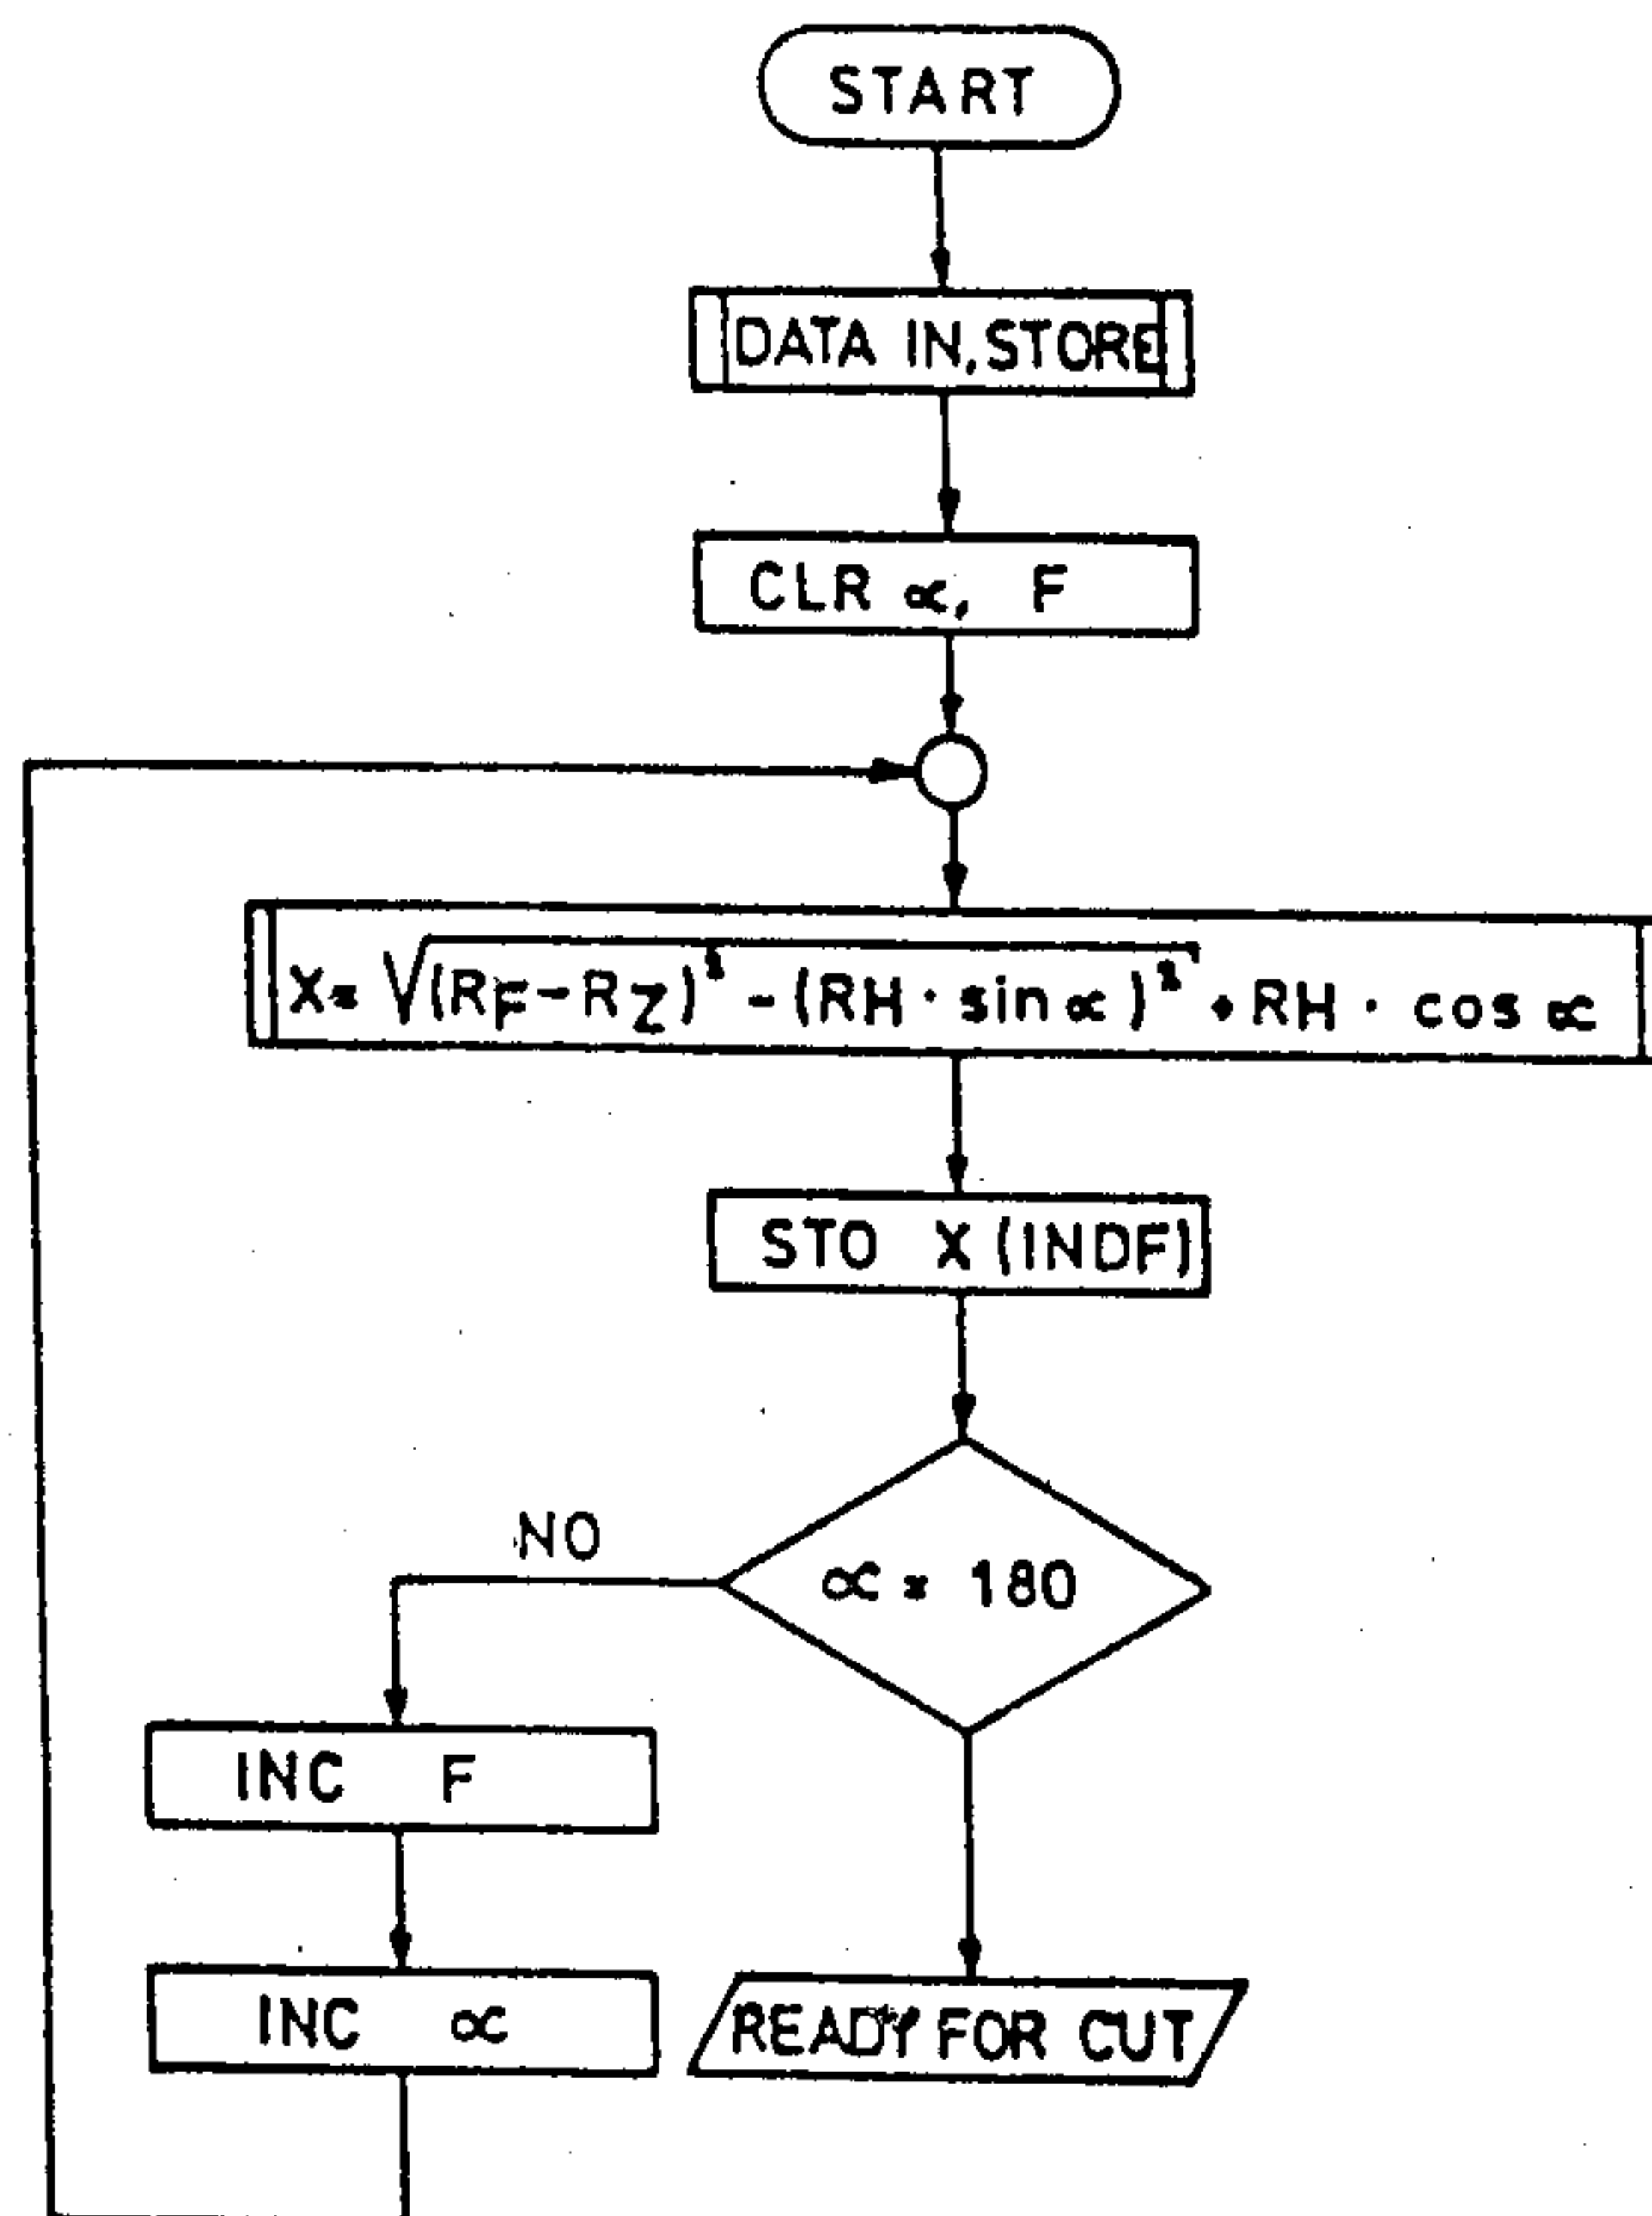 START
DATA IN, STORE
CLR α, F
X = √(RF-RZ)² - (RH · sin α)² + RH · cos α
STO X (INDF)
α = 180
NO
INC F
INC α
READY FOR CUT